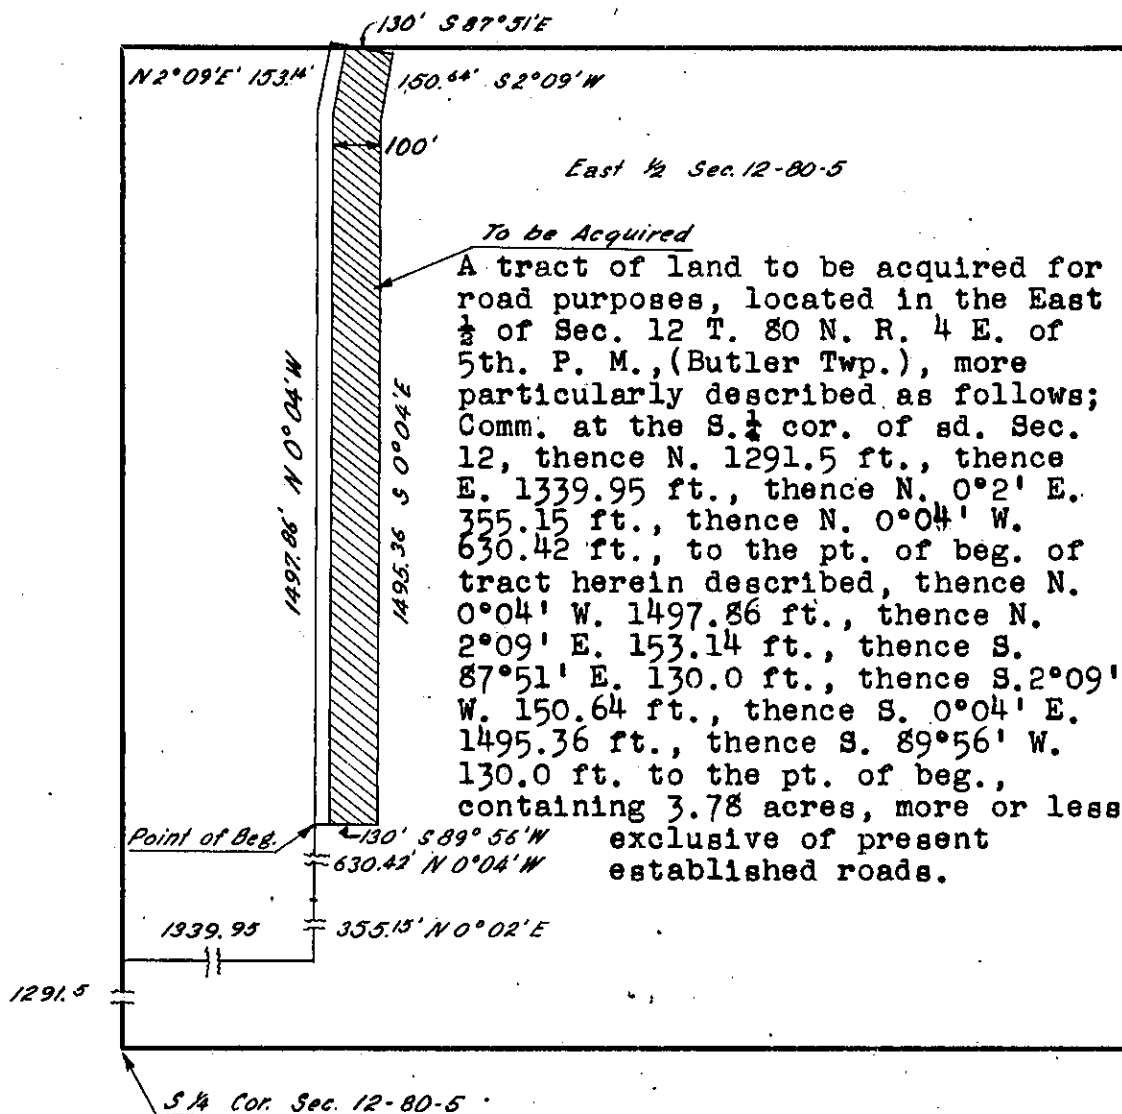 130' S 87°51'E
N 2°09'E' 153.14'
150.64' S 2°09'W
100'
East ½ Sec. 12-80-5
To be Acquired
A tract of land to be acquired for
road purposes, located in the East
½ of Sec. 12 T. 80 N. R. 4 E. of
5th. P. M.,(Butler Twp.), more
particularly described as follows;
Comm. at the S.¼ cor. of sd. Sec.
12, thence N. 1291.5 ft., thence
E. 1339.95 ft., thence N. 0°2' E.
355.15 ft., thence N. 0°04' W.
630.42 ft., to the pt. of beg. of
tract herein described, thence N.
0°04' W. 1497.86 ft., thence N.
2°09' E. 153.14 ft., thence S.
87°51' E. 130.0 ft., thence S.2°09'
W. 150.64 ft., thence S. 0°04' E.
1495.36 ft., thence S. 89°56' W.
130.0 ft. to the pt. of beg.,
containing 3.78 acres, more or less
exclusive of present
established roads.
1497.86' N 0°04'W
1495.36 S 0°04'E
Point of Beg.
130' S 89° 56'W
630.42' N 0°04'W
1339.95
355.15' N 0°02'E
1291.5
S ¼ Cor. Sec. 12-80-5